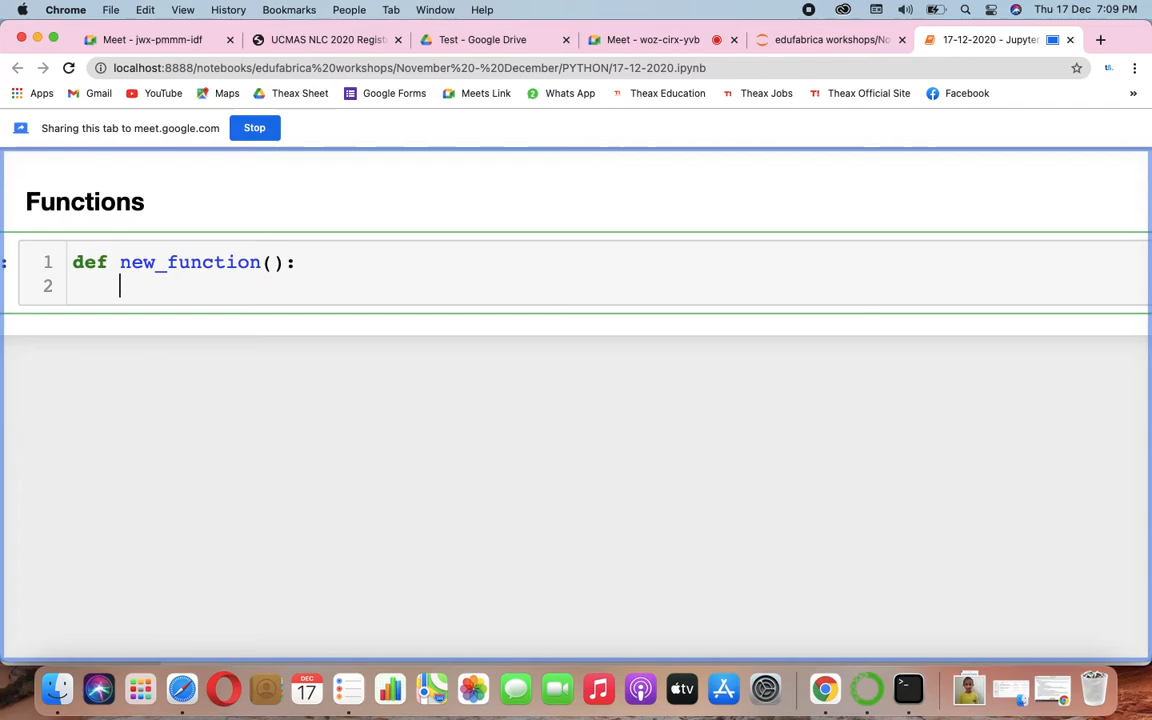 Chrome File Edit View History Bookmarks People Tab Window Help Thu 17 Dec 7:09 PM
Meet - jwx-pmmm-idf UCMAS NLC 2020 Regist Test - Google Drive Meet - woz-cirx-yvb edufabrica workshops/No 17-12-2020 - Jupyter
localhost:8888/notebooks/edufabrica%20workshops/November%20-%20December/PYTHON/17-12-2020.ipynb
Apps Gmail YouTube Maps Theax Sheet Google Forms Meets Link Whats App Theax Education Theax Jobs Theax Official Site Facebook »
Sharing this tab to meet.google.com Stop
Functions
1 def new_function():
2
DEC
17
tv